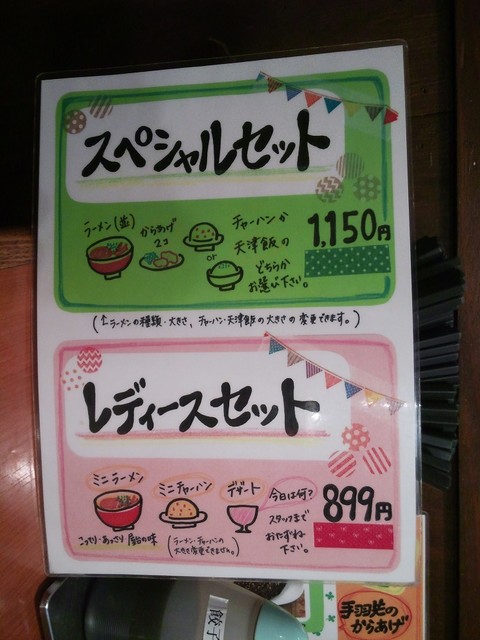 スペシャルセット
ラーメン(並)
からあげ
2コ
or
チャーハンか
天津飯の
どちらか
お選び下さい。
1,150円
(↑ラーメンの種類・大きさ、チャーハン・天津飯の大きさの変更できます。)
レディースセット
ミニラーメン
こってり・あっさり 屋台の味
ミニチャーハン
(ラーメン・チャーハンの
大きさ変更できません。)
デザート
今日は何?
スタッフまで
おたずね
下さい。
899円
餃子
手羽先の
からあげ